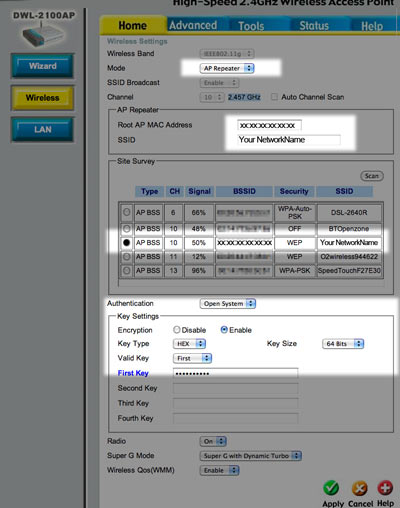 High-Speed 2.4GHz Wireless Access Point
DWL-2100AP
Home Advanced Tools Status Help
Wizard
Wireless
LAN
Wireless Settings
Wireless Band IEEE802.11g
Mode AP Repeater
SSID Broadcast Enable
Channel 10 2.457 GHz Auto Channel Scan
AP Repeater
Root AP MAC Address xx:xx:xx:xx:xx:xx
SSID Your NetworkName
Site Survey
Scan
Type CH Signal BSSID Security SSID
AP BSS 6 66% WPA-Auto-PSK DSL-2640R
AP BSS 10 48% OFF BTOpenzone
AP BSS 10 50% xx:xx:xx:xx:xx:xx WEP Your NetworkName
AP BSS 11 12% WEP O2wireless944622
AP BSS 13 96% WPA-PSK SpeedTouchF27E30
Authentication Open System
Key Settings
Encryption Disable Enable
Key Type HEX Key Size 64 Bits
Valid Key First
First Key ••••••••••
Second Key
Third Key
Fourth Key
Radio On
Super G Mode Super G with Dynamic Turbo
Wireless Qos(WMM) Enable
Apply Cancel Help